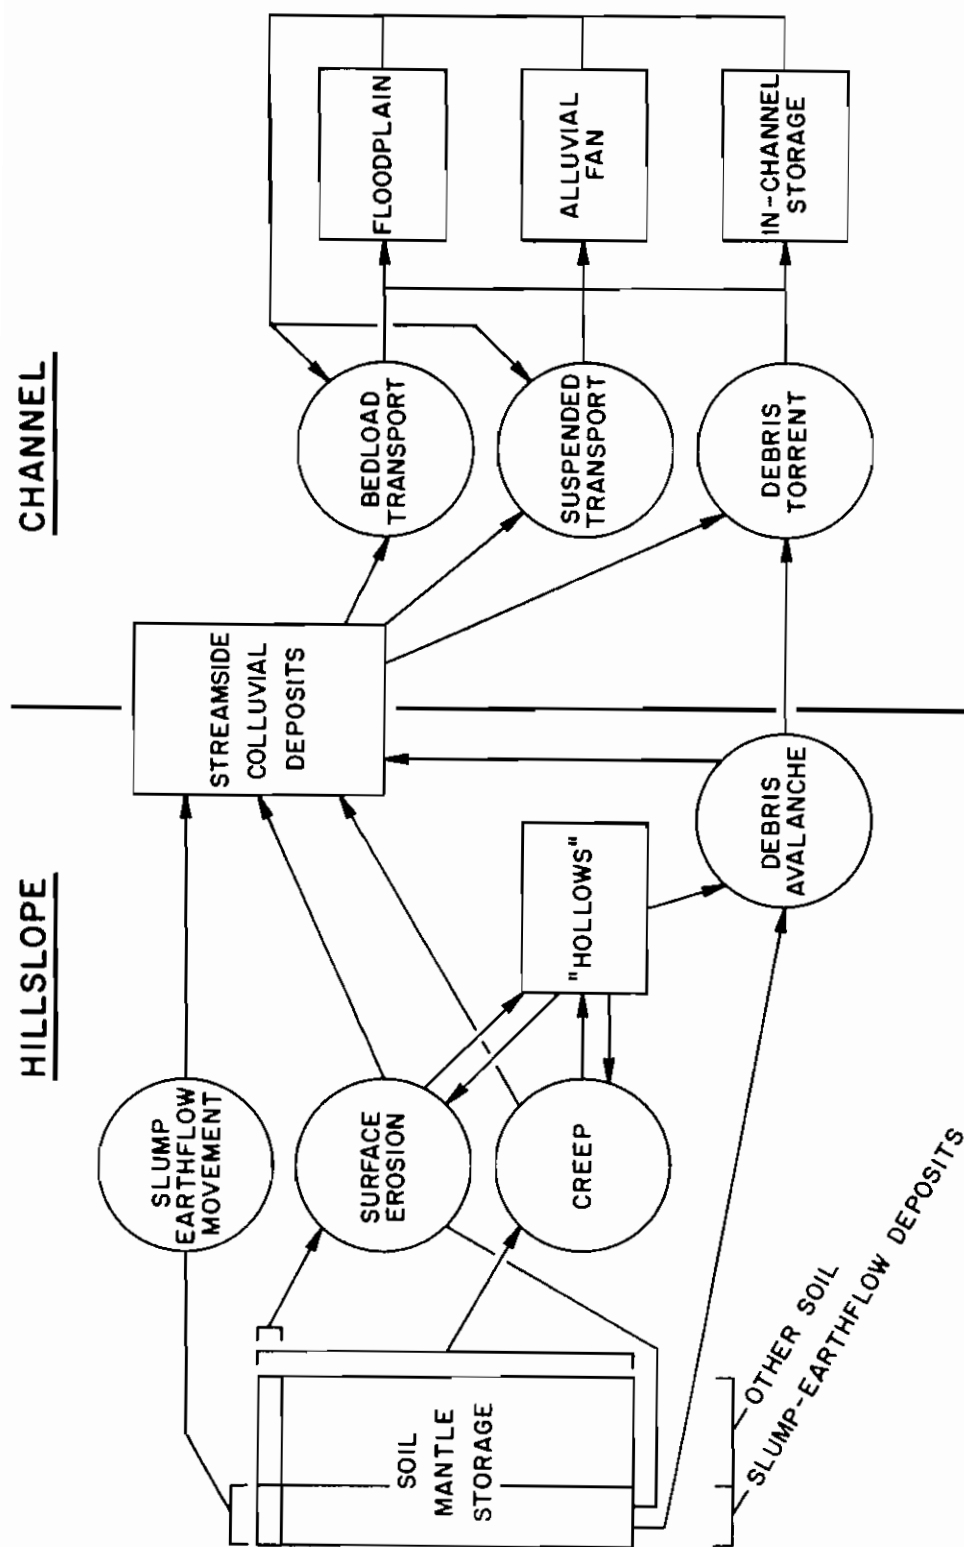 HILLSLOPE
CHANNEL
SLUMP
EARTHFLOW
MOVEMENT
SURFACE
EROSION
CREEP
SOIL
MANTLE
STORAGE
OTHER SOIL
SLUMP-EARTHFLOW DEPOSITS
"HOLLOWS"
DEBRIS
AVALANCHE
STREAMSIDE
COLLUVIAL
DEPOSITS
BEDLOAD
TRANSPORT
SUSPENDED
TRANSPORT
DEBRIS
TORRENT
FLOODPLAIN
ALLUVIAL
FAN
IN-CHANNEL
STORAGE